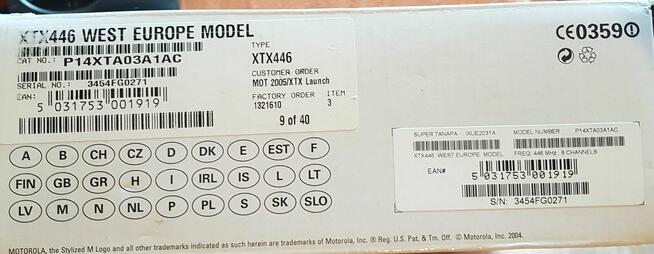 XTX446 WEST EUROPE MODEL
CAT NO.: P14XTA03A1AC
SERIAL NO.: 3454FG0271
EAN:
5 031753 001919
TYPE
XTX446
CUSTOMER ORDER
MOT 2005/XTX Launch
FACTORY ORDER ITEM
1321610 3
9 of 40
CE0359!
A B CH CZ D DK E EST F
FIN GB GR H I IRL IS L LT
LV M N NL P PL S SK SLO
SUPER TANAPA IXUE2031A MODEL NUMBER P14XTA03A1AC
XTX446 WEST EUROPE MODEL FREQ. 446 MHz 8 CHANNELS
EAN#
5 031753 001919
S/N: 3454FG0271
MOTOROLA, the Stylized M Logo and all other trademarks indicated as such herein are trademarks of Motorola, Inc. ® Reg. U.S. Pat. & Tm. Off. © Motorola, Inc. 2004.